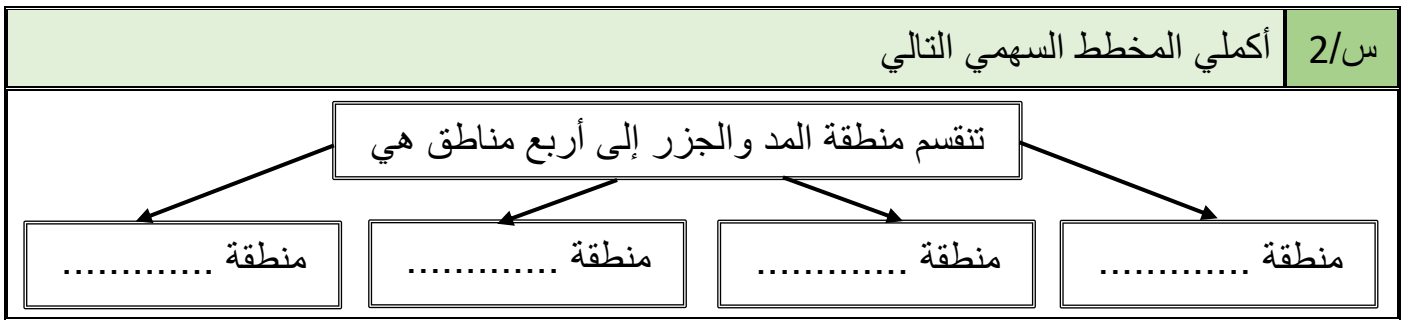 س/2 أكملي المخطط السهمي التالي
تنقسم منطقة المد والجزر إلى أربع مناطق هي
منطقة ............. منطقة ............. منطقة ............. منطقة .............